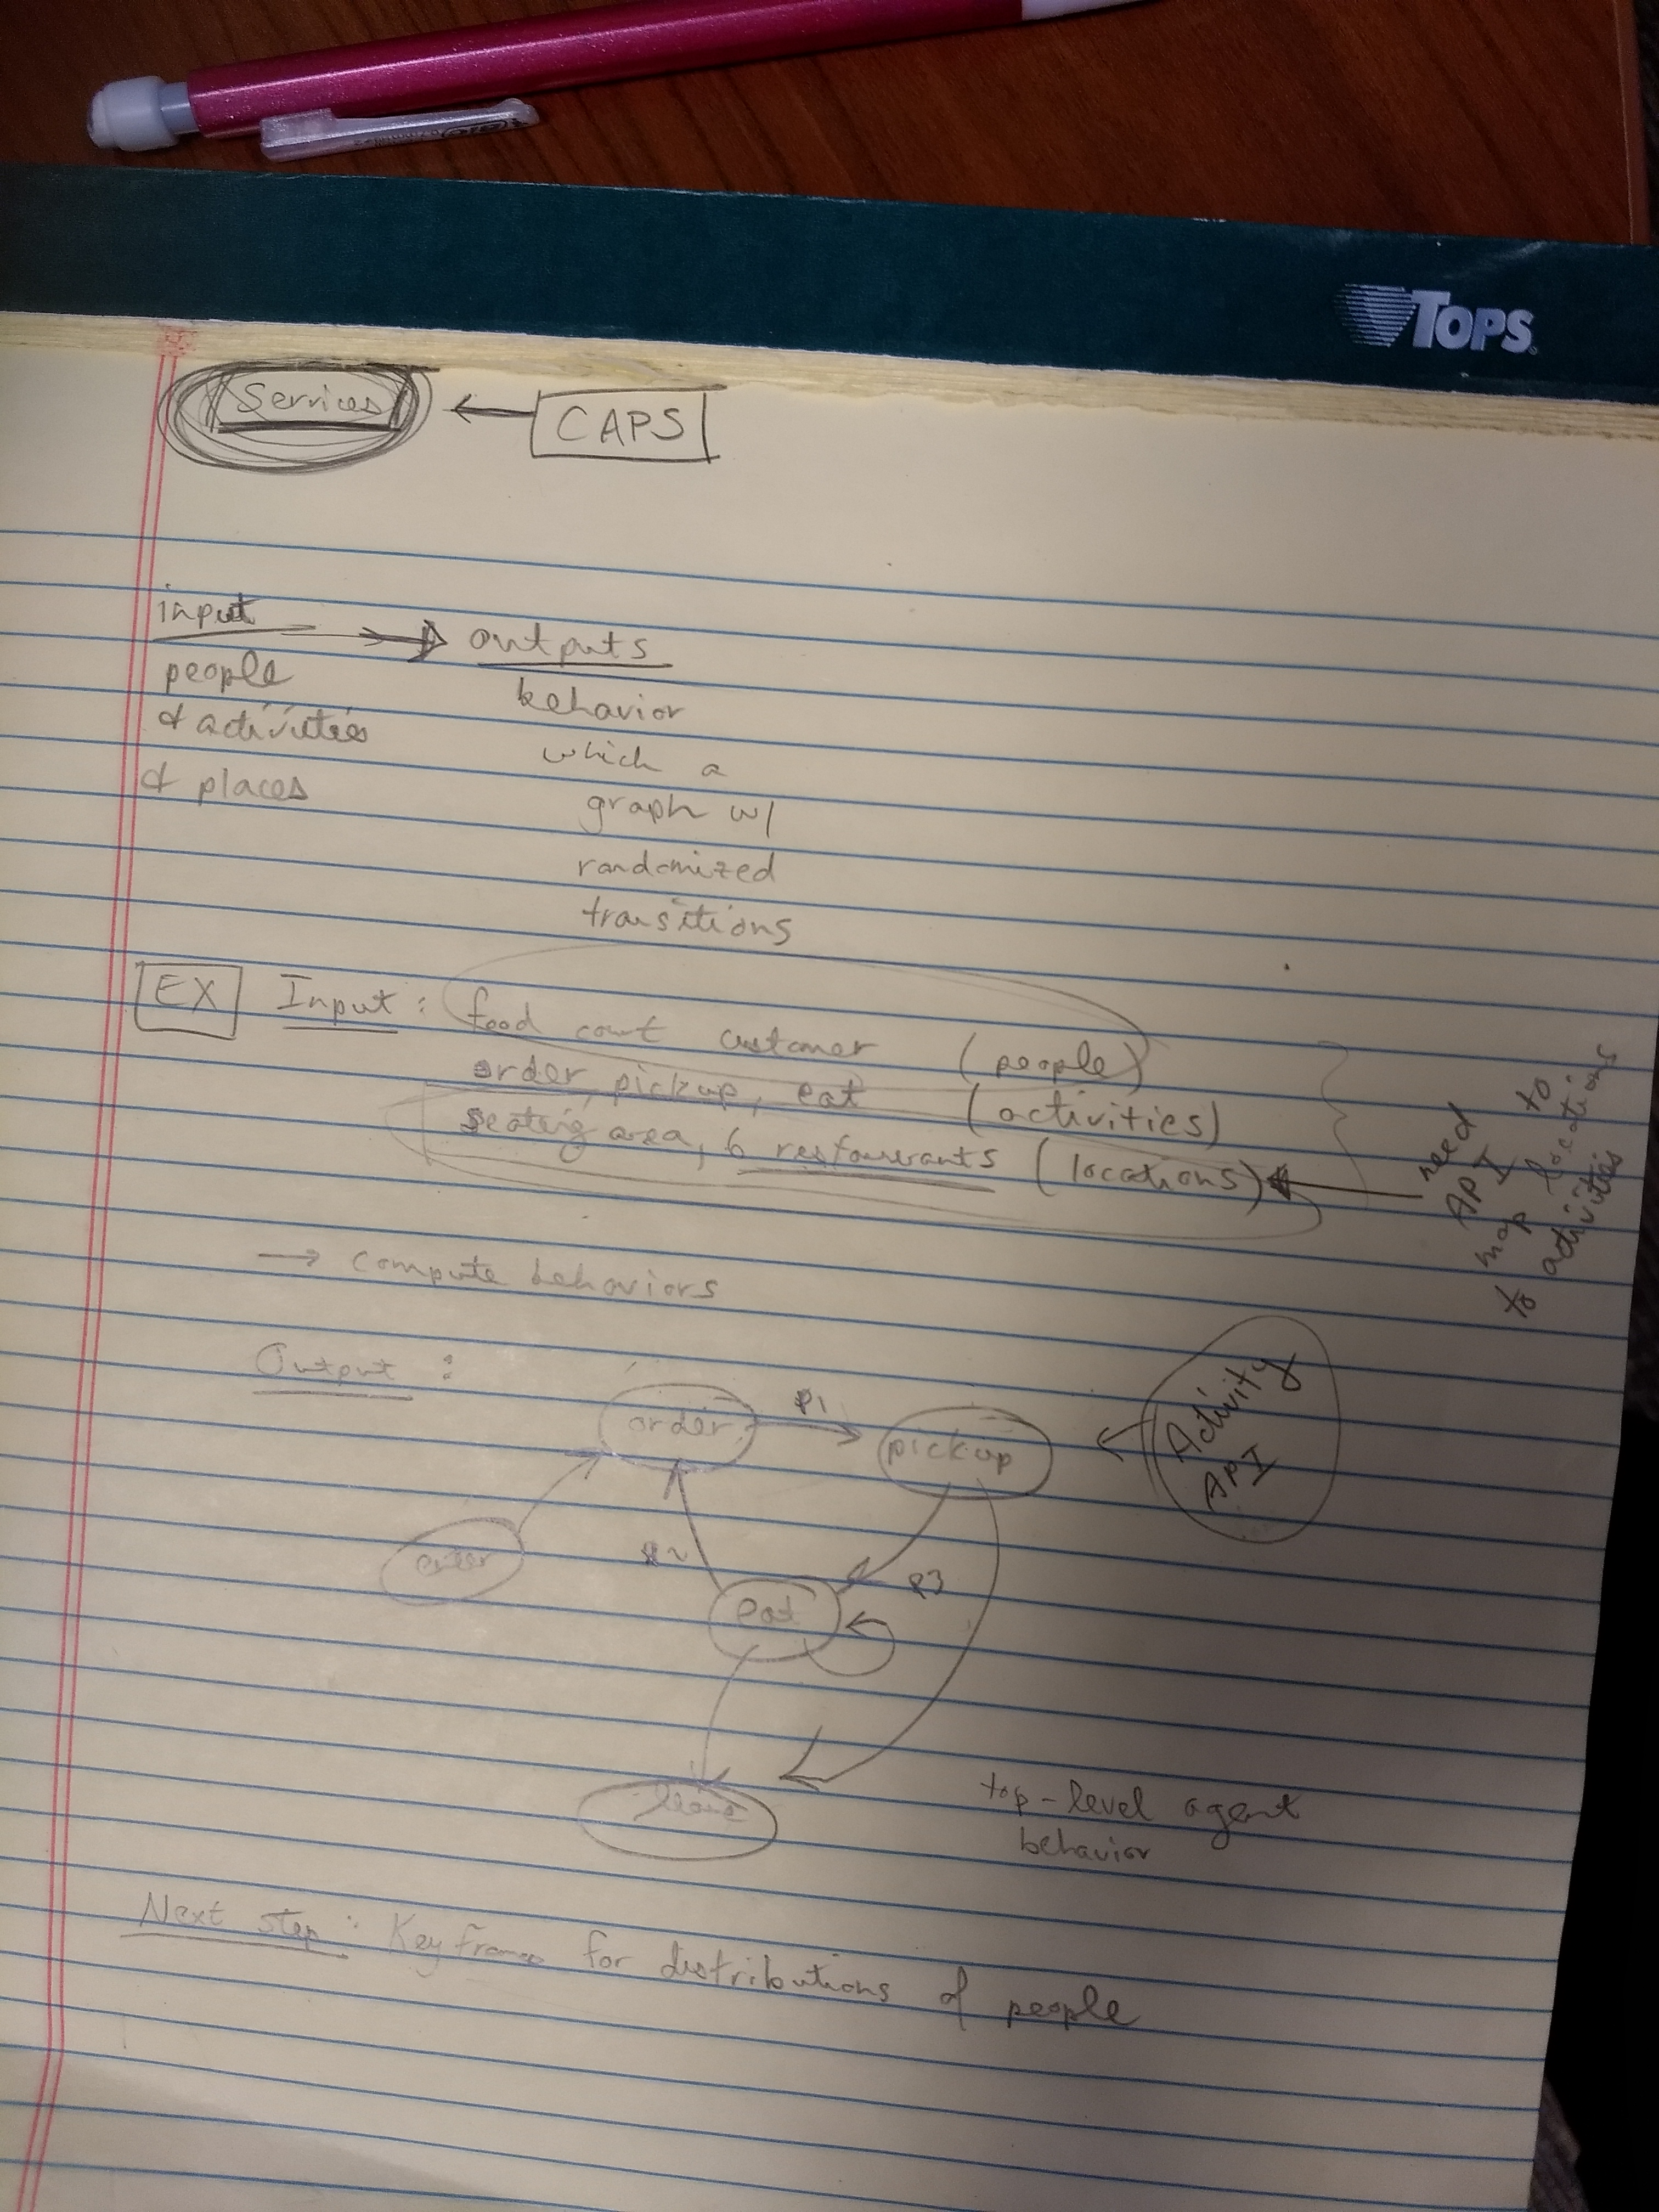 BIC
TOPS
Services ← CAPS
input → outputs
people
& activities
& places
behavior
which a
graph w/
randomized
transitions
EX Input: food court customer (people)
order, pickup, eat (activities)
seating area, 6 restaurants (locations)
need
API
to map locations
to activities
→ compute behaviors
Output:
order
P1
pickup
Activity
API
enter
P2
P3
eat
leave
top-level agent
behavior
Next step: Keyframes for distributions of people